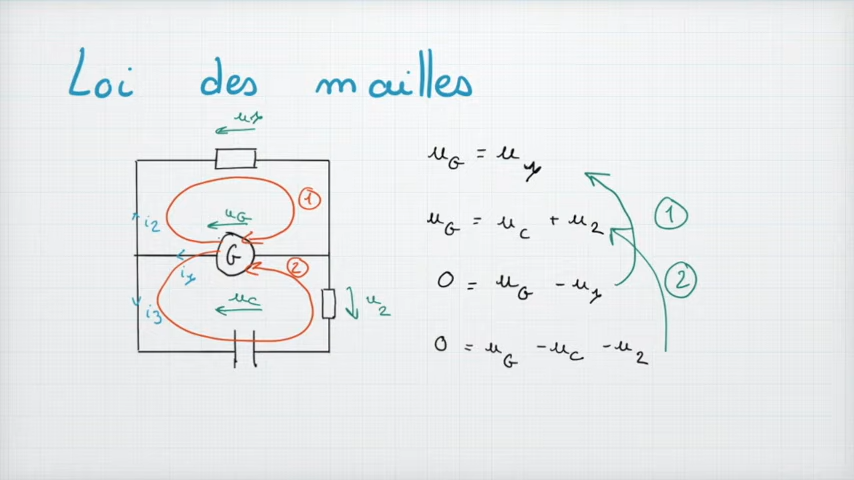 Loi des mailles
u1
1
i2
uG
G
2
i1
uC
u2
i3
uG = u1
uG = uC + u2
0 = uG - u1
0 = uG - uC - u2
1
2